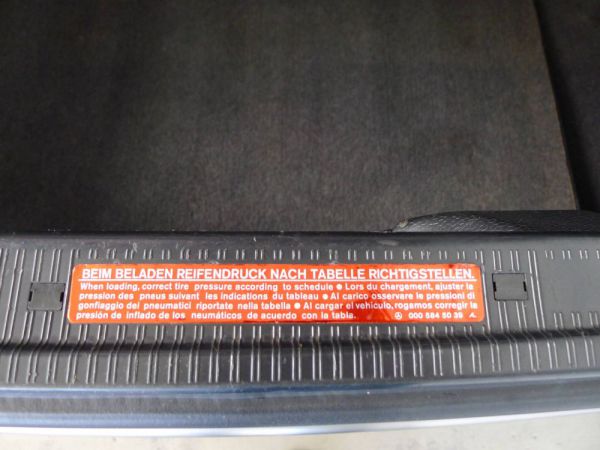 BEIM BELADEN REIFENDRUCK NACH TABELLE RICHTIGSTELLEN.
When loading, correct tire pressure according to schedule ● Lors du chargement, ajuster la
pression des pneus suivant les indications du tableau ● Al carico osservare le pressioni di
gonfiaggio dei pneumatici riportate nella tabella ● Al cargar el vehículo, rogamos corregir la
presión de inflado de los neumáticos de acuerdo con la tabla. 000 584 50 39